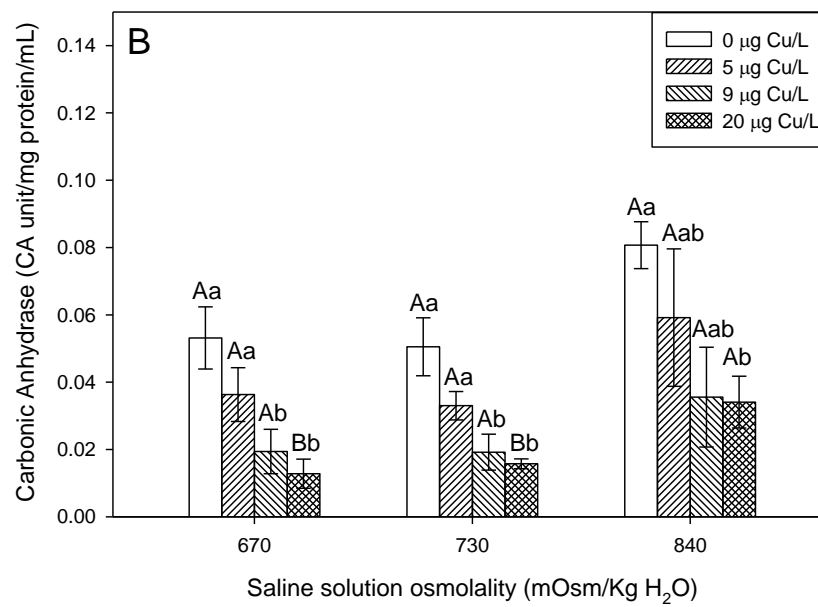 B
0 μg Cu/L
5 μg Cu/L
9 μg Cu/L
20 μg Cu/L
Carbonic Anhydrase (CA unit/mg protein/mL)
0.14
0.12
0.10
0.08
0.06
0.04
0.02
0.00
Aa
Aa
Ab
Bb
Aa
Aa
Ab
Bb
Aa
Aab
Aab
Ab
670
730
840
Saline solution osmolality (mOsm/Kg H₂O)